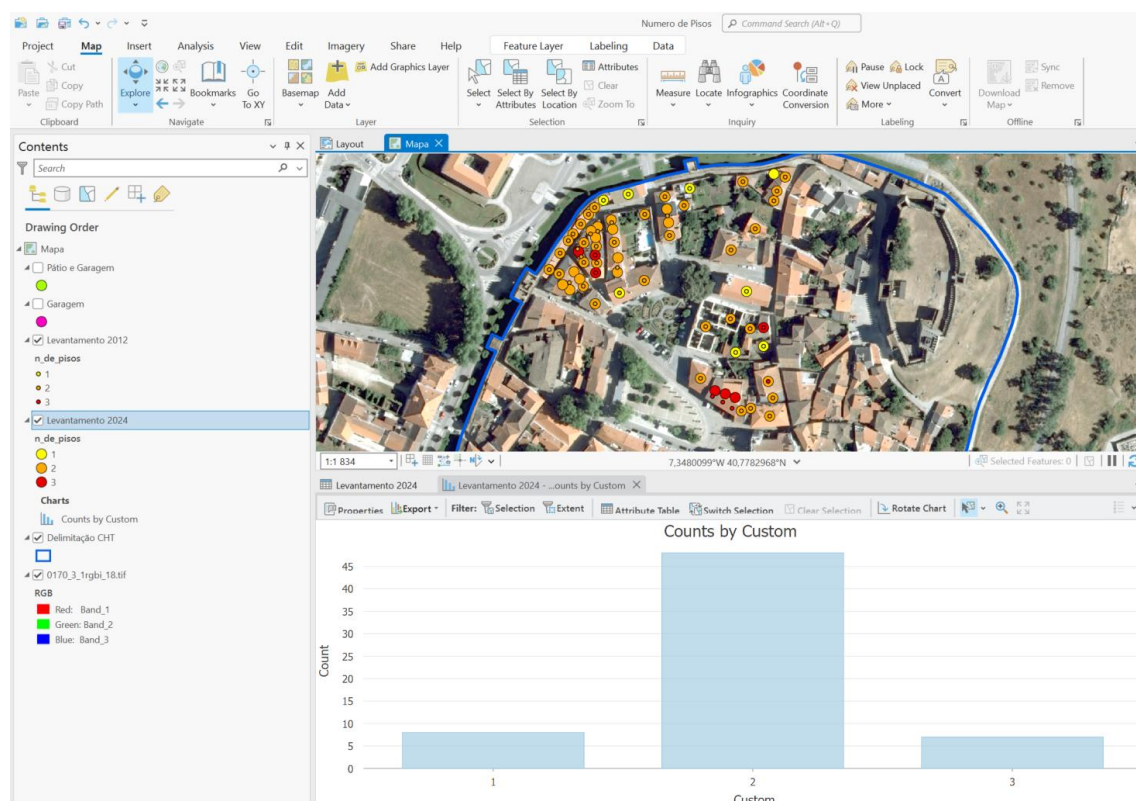 Numero de Pisos Command Search (Alt+Q)
Project Map Insert Analysis View Edit Imagery Share Help Feature Layer Labeling Data
Paste
Cut
Copy
Copy Path
Clipboard
Explore
Bookmarks
Go To XY
Navigate
Basemap
Add Data
Add Graphics Layer
Layer
Select
Select By Attributes
Select By Location
Attributes
Clear
Zoom To
Selection
Measure
Locate
Infographics
Coordinate Conversion
Inquiry
Pause
Lock
View Unplaced
More
Convert
Labeling
Download Map
Sync
Remove
Offline
Contents
Search
Drawing Order
Mapa
Pátio e Garagem
Garagem
Levantamento 2012
n_de_pisos
1
2
3
Levantamento 2024
n_de_pisos
1
2
3
Charts
Counts by Custom
Delimitação CHT
0170_3_1rgbi_18.tif
RGB
Red: Band_1
Green: Band_2
Blue: Band_3
Layout Mapa
1:1 834 7,3480099°W 40,7782968°N Selected Features: 0
Levantamento 2024 Levantamento 2024 - ...ounts by Custom
Properties Export Filter: Selection Extent Attribute Table Switch Selection Clear Selection Rotate Chart
Counts by Custom
Count
45
40
35
30
25
20
15
10
5
0
1 2 3
Custom